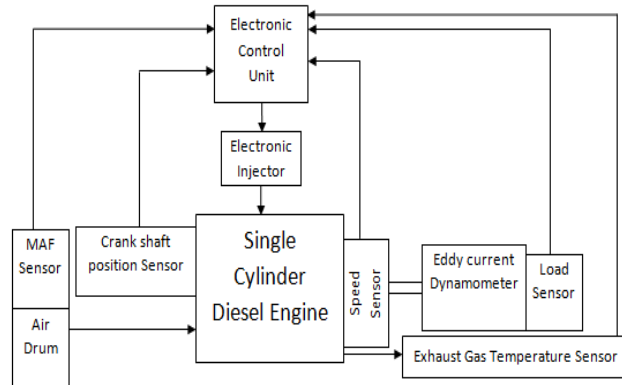 Electronic
Control
Unit
Electronic
Injector
MAF
Sensor
Crank shaft
position Sensor
Single
Cylinder
Diesel Engine
Speed
Sensor
Eddy current
Dynamometer
Load
Sensor
Air
Drum
Exhaust Gas Temperature Sensor